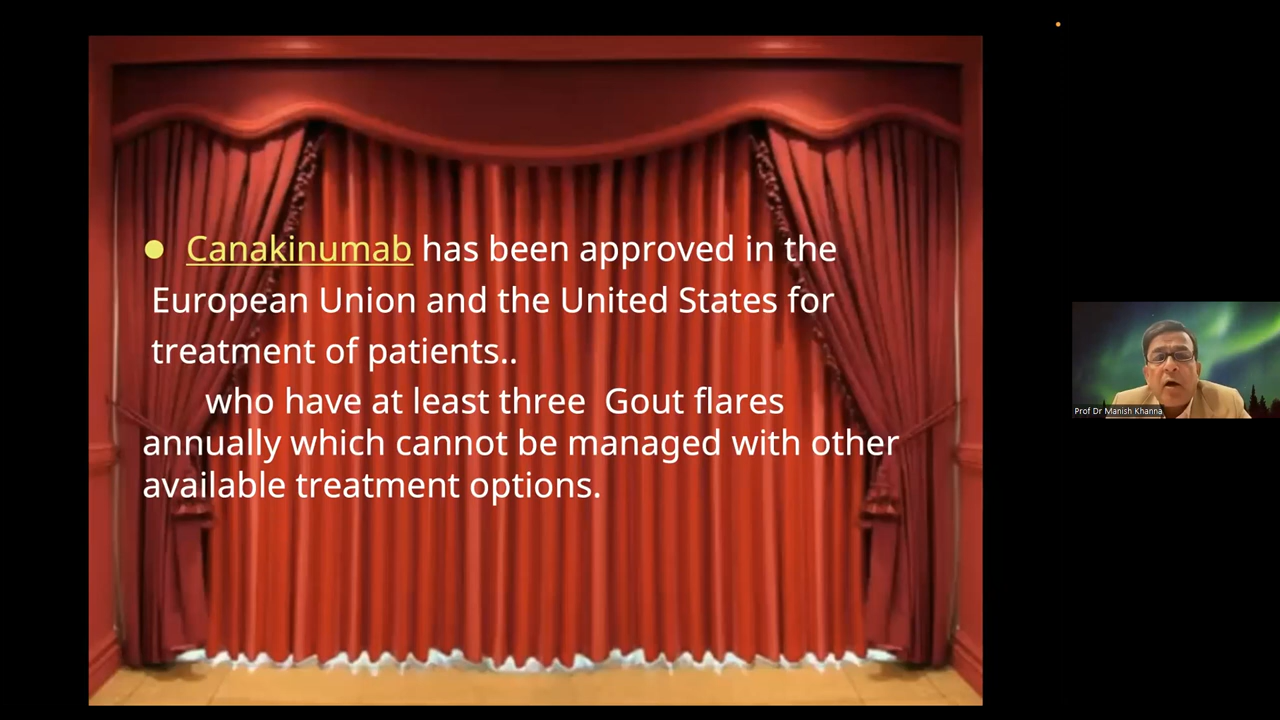 ● Canakinumab has been approved in the
European Union and the United States for
treatment of patients..
who have at least three Gout flares
annually which cannot be managed with other
available treatment options.
Prof Dr Manish Khanna